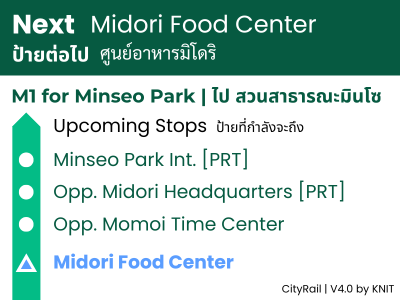 Next Midori Food Center
ป้ายต่อไป ศูนย์อาหารมิโดริ
M1 for Minseo Park | ไป สวนสาธารณะมินโซ
Upcoming Stops ป้ายที่กำลังจะถึง
Minseo Park Int. [PRT]
Opp. Midori Headquarters [PRT]
Opp. Momoi Time Center
Midori Food Center
CityRail | V4.0 by KNIT